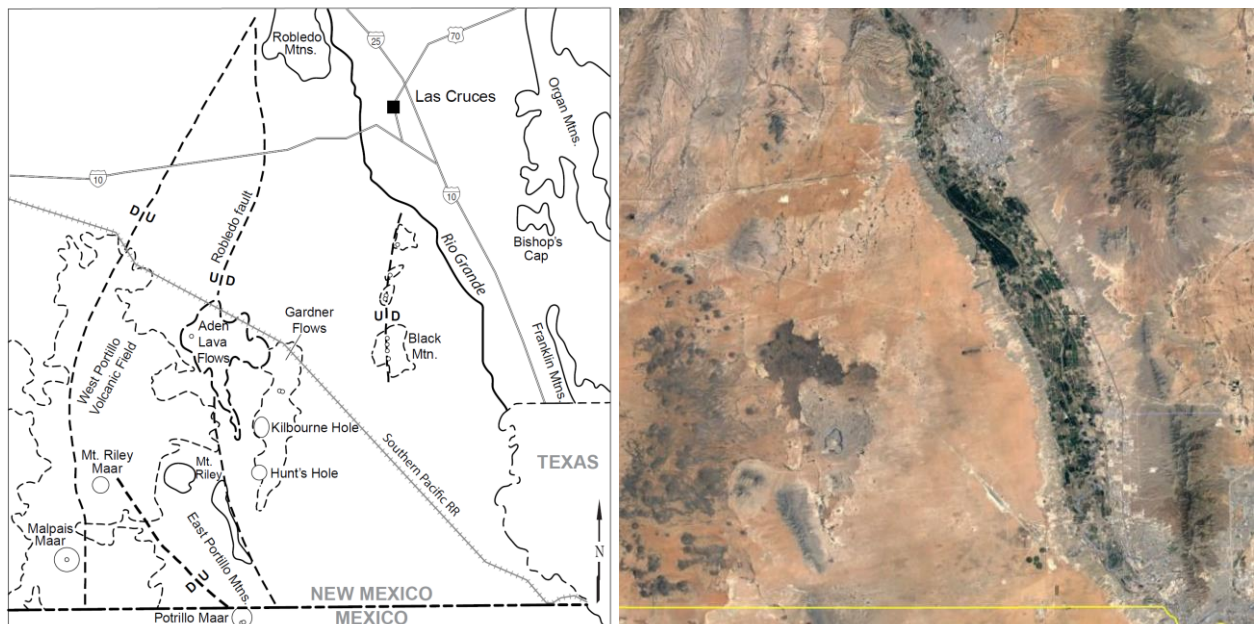 Robledo
Mtns.
25
70
Las Cruces
Organ Mtns.
10
D/U
Robledo fault
10
Bishop's
Cap
Rio Grande
U D
Gardner
Flows
Aden
Lava
Flows
U D
Black
Mtn.
West Portillo
Volcanic Field
Franklin Mtns.
Kilbourne Hole
Mt. Riley
Maar
Mt.
Riley
Hunt's Hole
Southern Pacific RR
TEXAS
Malpais
Maar
East Portillo Mtns.
N
D U
NEW MEXICO
MEXICO
Potrillo Maar